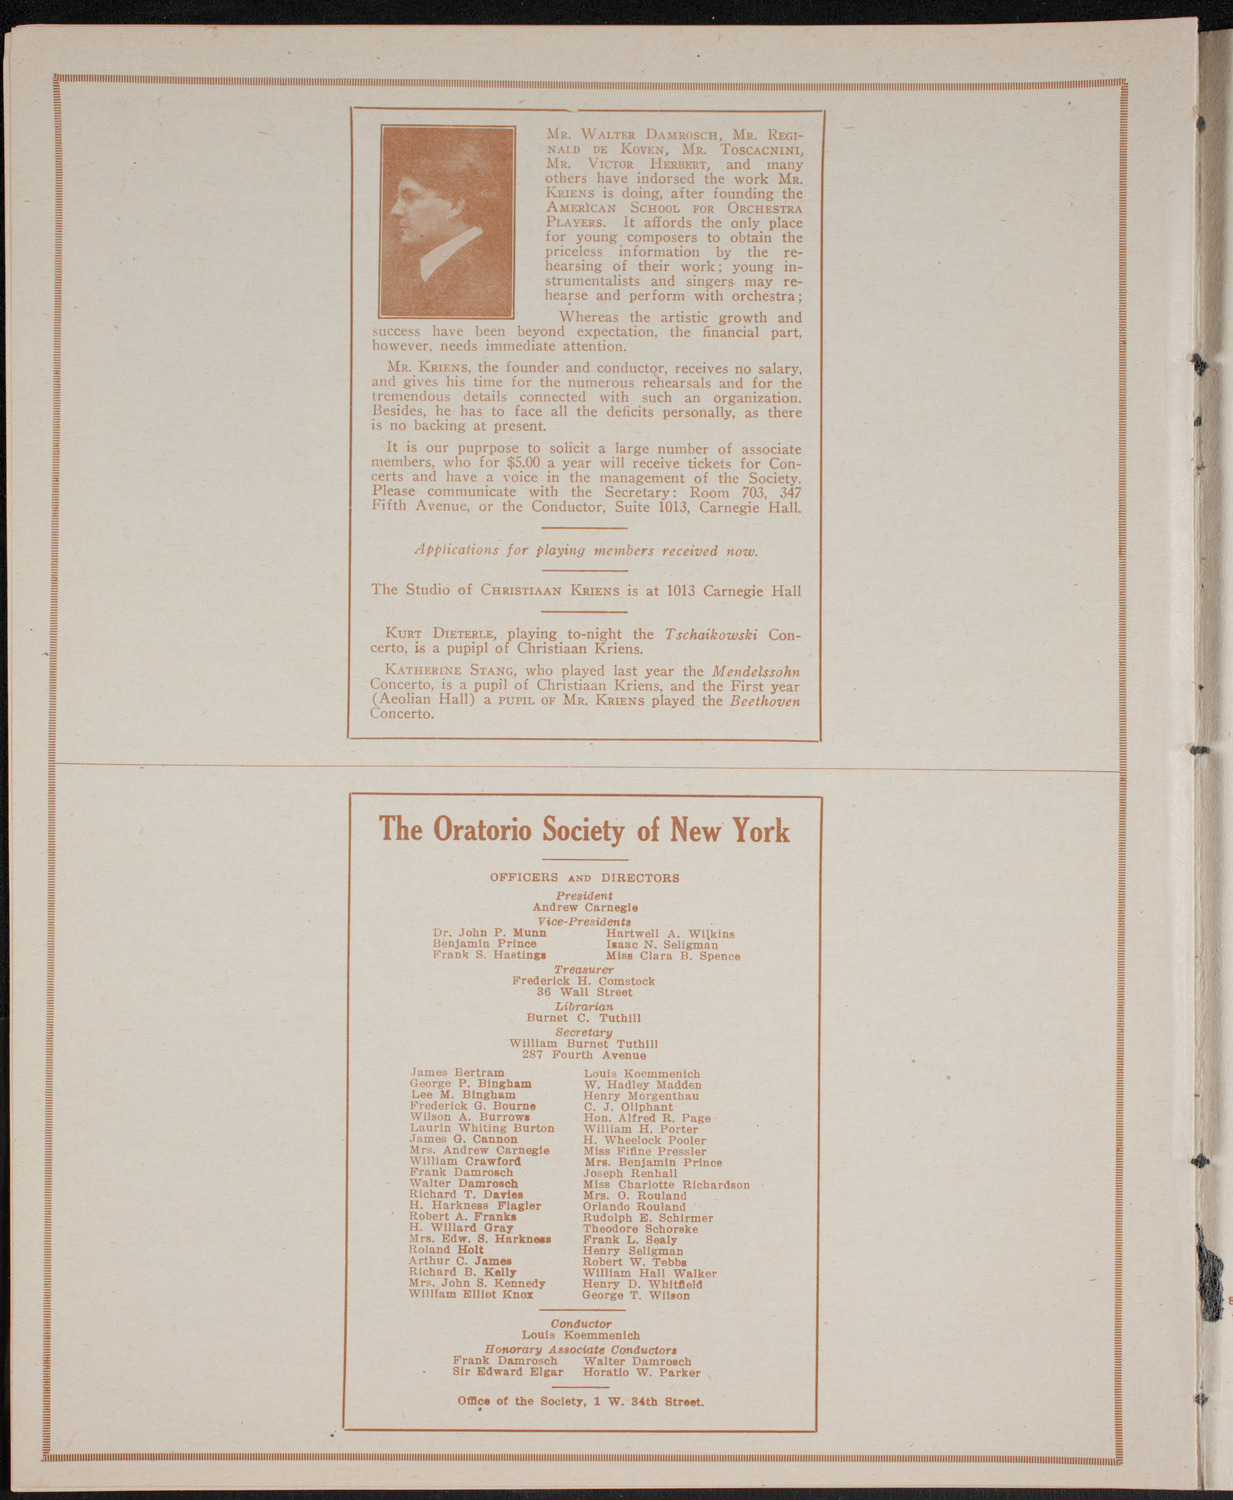 Mr. Walter Damrosch, Mr. Regi-
nald de Koven, Mr. Toscacnini,
Mr. Victor Herbert, and many
others have indorsed the work Mr.
Kriens is doing, after founding the
American School for Orchestra
Players. It affords the only place
for young composers to obtain the
priceless information by the re-
hearsing of their work; young in-
strumentalists and singers may re-
hearse and perform with orchestra;
Whereas the artistic growth and
success have been beyond expectation, the financial part,
however, needs immediate attention.
Mr. Kriens, the founder and conductor, receives no salary,
and gives his time for the numerous rehearsals and for the
tremendous details connected with such an organization.
Besides, he has to face all the deficits personally, as there
is no backing at present.
It is our puprpose to solicit a large number of associate
members, who for $5.00 a year will receive tickets for Con-
certs and have a voice in the management of the Society.
Please communicate with the Secretary: Room 703, 347
Fifth Avenue, or the Conductor, Suite 1013, Carnegie Hall.
Applications for playing members received now.
The Studio of Christiaan Kriens is at 1013 Carnegie Hall
Kurt Dieterle, playing to-night the Tschaikowski Con-
certo, is a pupipl of Christiaan Kriens.
Katherine Stang, who played last year the Mendelssohn
Concerto, is a pupil of Christiaan Kriens, and the First year
(Aeolian Hall) a pupil of Mr. Kriens played the Beethoven
Concerto.
The Oratorio Society of New York
OFFICERS AND DIRECTORS
President
Andrew Carnegie
Vice-Presidents
Dr. John P. Munn Hartwell A. Wilkins
Benjamin Prince Isaac N. Seligman
Frank S. Hastings Miss Clara B. Spence
Treasurer
Frederick H. Comstock
36 Wall Street
Librarian
Burnet C. Tuthill
Secretary
William Burnet Tuthill
287 Fourth Avenue
James Bertram
George P. Bingham
Lee M. Bingham
Frederick G. Bourne
Wilson A. Burrows
Laurin Whiting Burton
James G. Cannon
Mrs. Andrew Carnegie
William Crawford
Frank Damrosch
Walter Damrosch
Richard T. Davies
H. Harkness Flagler
Robert A. Franks
H. Willard Gray
Mrs. Edw. S. Harkness
Roland Holt
Arthur C. James
Richard B. Kelly
Mrs. John S. Kennedy
William Elliot Knox
Louis Koemmenich
W. Hadley Madden
Henry Morgenthau
C. J. Oliphant
Hon. Alfred R. Page
William H. Porter
H. Wheelock Pooler
Miss Fifine Pressler
Mrs. Benjamin Prince
Joseph Renhall
Miss Charlotte Richardson
Mrs. O. Rouland
Orlando Rouland
Rudolph E. Schirmer
Theodore Schorske
Frank L. Sealy
Henry Seligman
Robert W. Tebbs
William Hall Walker
Henry D. Whitfield
George T. Wilson
Conductor
Louis Koemmenich
Honorary Associate Conductors
Frank Damrosch Walter Damrosch
Sir Edward Elgar Horatio W. Parker
Office of the Society, 1 W. 34th Street.